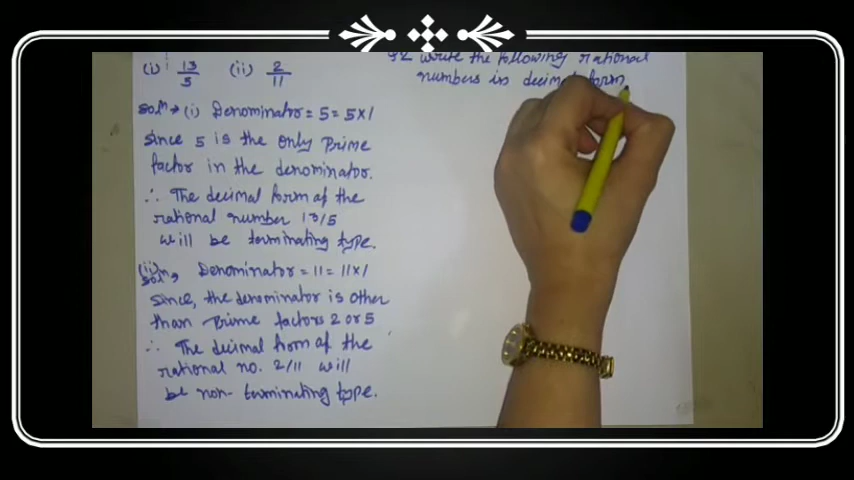 (i) 13/5 (ii) 2/11
Soln → (i) Denominator = 5 = 5×1
since 5 is the only Prime
factor in the denominator.
∴ The decimal form of the
rational number 13/5
will be terminating type.
(ii) Soln → Denominator = 11 = 11×1
since, the denominator is other
than Prime factors 2 or 5
∴ The decimal from of the
rational no. 2/11 will
be non-terminating type.
Q2 write the following rational
numbers in decimal form